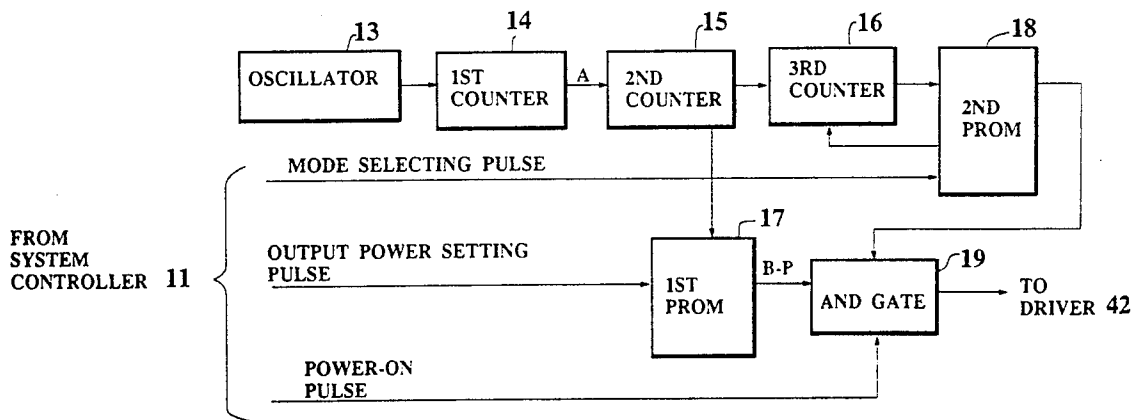 13
14
15
16
18
OSCILLATOR
1ST
COUNTER
A
2ND
COUNTER
3RD
COUNTER
2ND
PROM
MODE SELECTING PULSE
FROM
SYSTEM
CONTROLLER 11
OUTPUT POWER SETTING
PULSE
17
1ST
PROM
B-P
19
AND GATE
TO
DRIVER 42
POWER-ON
PULSE